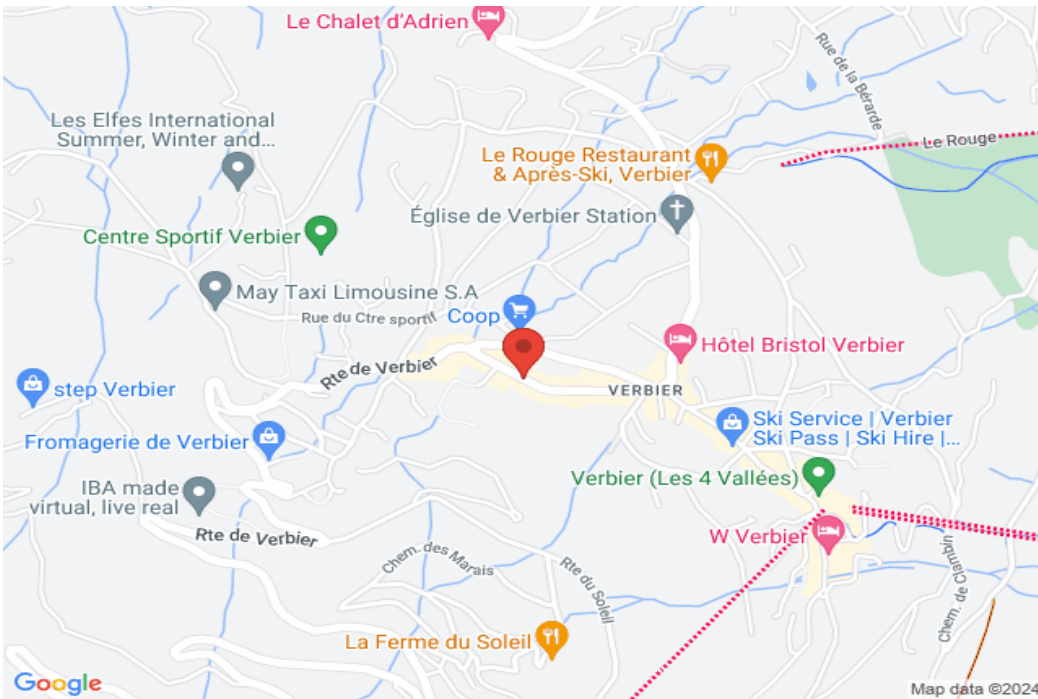 Le Chalet d'Adrien
Les Elfes International
Summer, Winter and...
Rue de la Bérarde
Le Rouge
Le Rouge Restaurant
& Après-Ski, Verbier
Église de Verbier Station
Centre Sportif Verbier
May Taxi Limousine S.A
Rue du Ctre sportif
Coop
Hôtel Bristol Verbier
Rte de Verbier
step Verbier
VERBIER
Ski Service | Verbier
Ski Pass | Ski Hire |...
Fromagerie de Verbier
Verbier (Les 4 Vallées)
IBA made
virtual, live real
Rte de Verbier
W Verbier
Chem. des Marais
Rte du Soleil
Chem. de Clambin
La Ferme du Soleil
Google
Map data ©2024